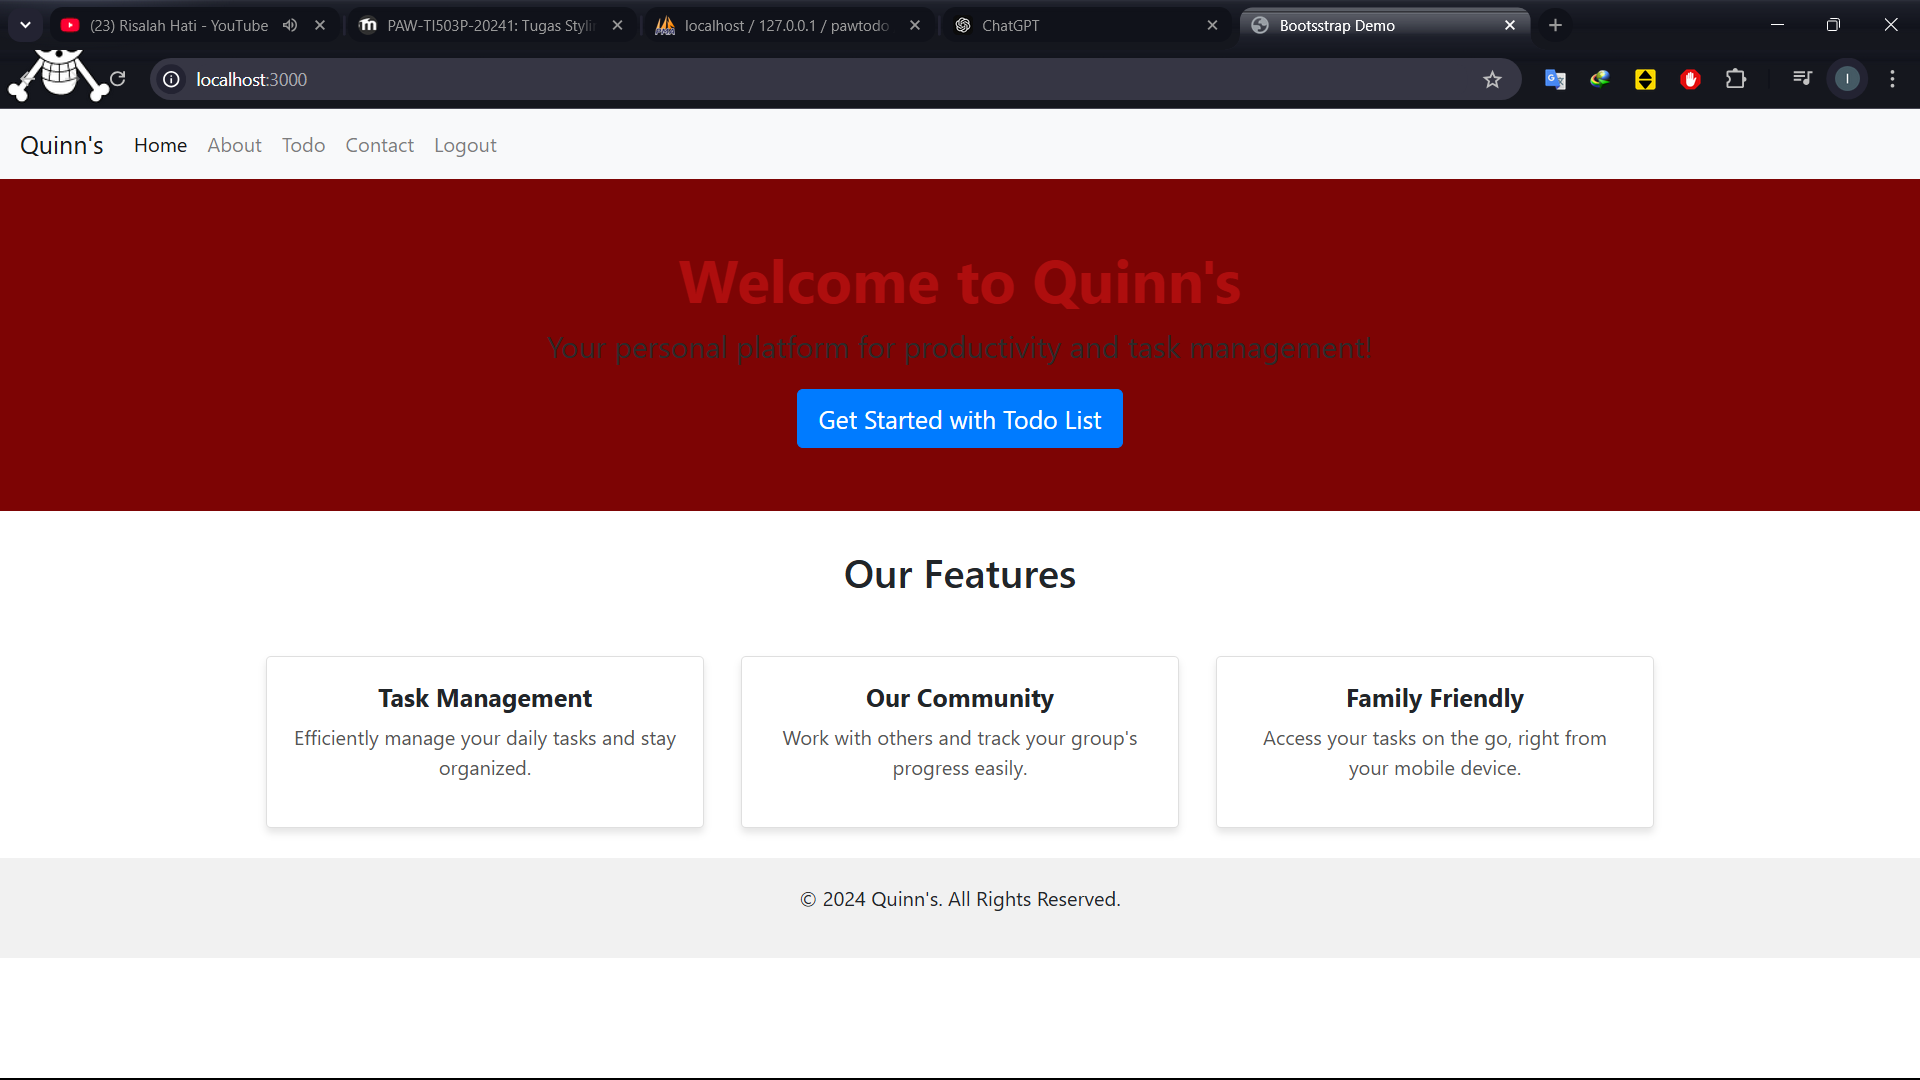 (23) Risalah Hati - YouTube
PAW-TI503P-20241: Tugas Styli
localhost / 127.0.0.1 / pawtodo
ChatGPT
Bootsstrap Demo
localhost:3000
I
Quinn's
Home About Todo Contact Logout
Welcome to Quinn's
Your personal platform for productivity and task management!
Get Started with Todo List
Our Features
Task Management
Efficiently manage your daily tasks and stay
organized.
Our Community
Work with others and track your group's
progress easily.
Family Friendly
Access your tasks on the go, right from
your mobile device.
© 2024 Quinn's. All Rights Reserved.